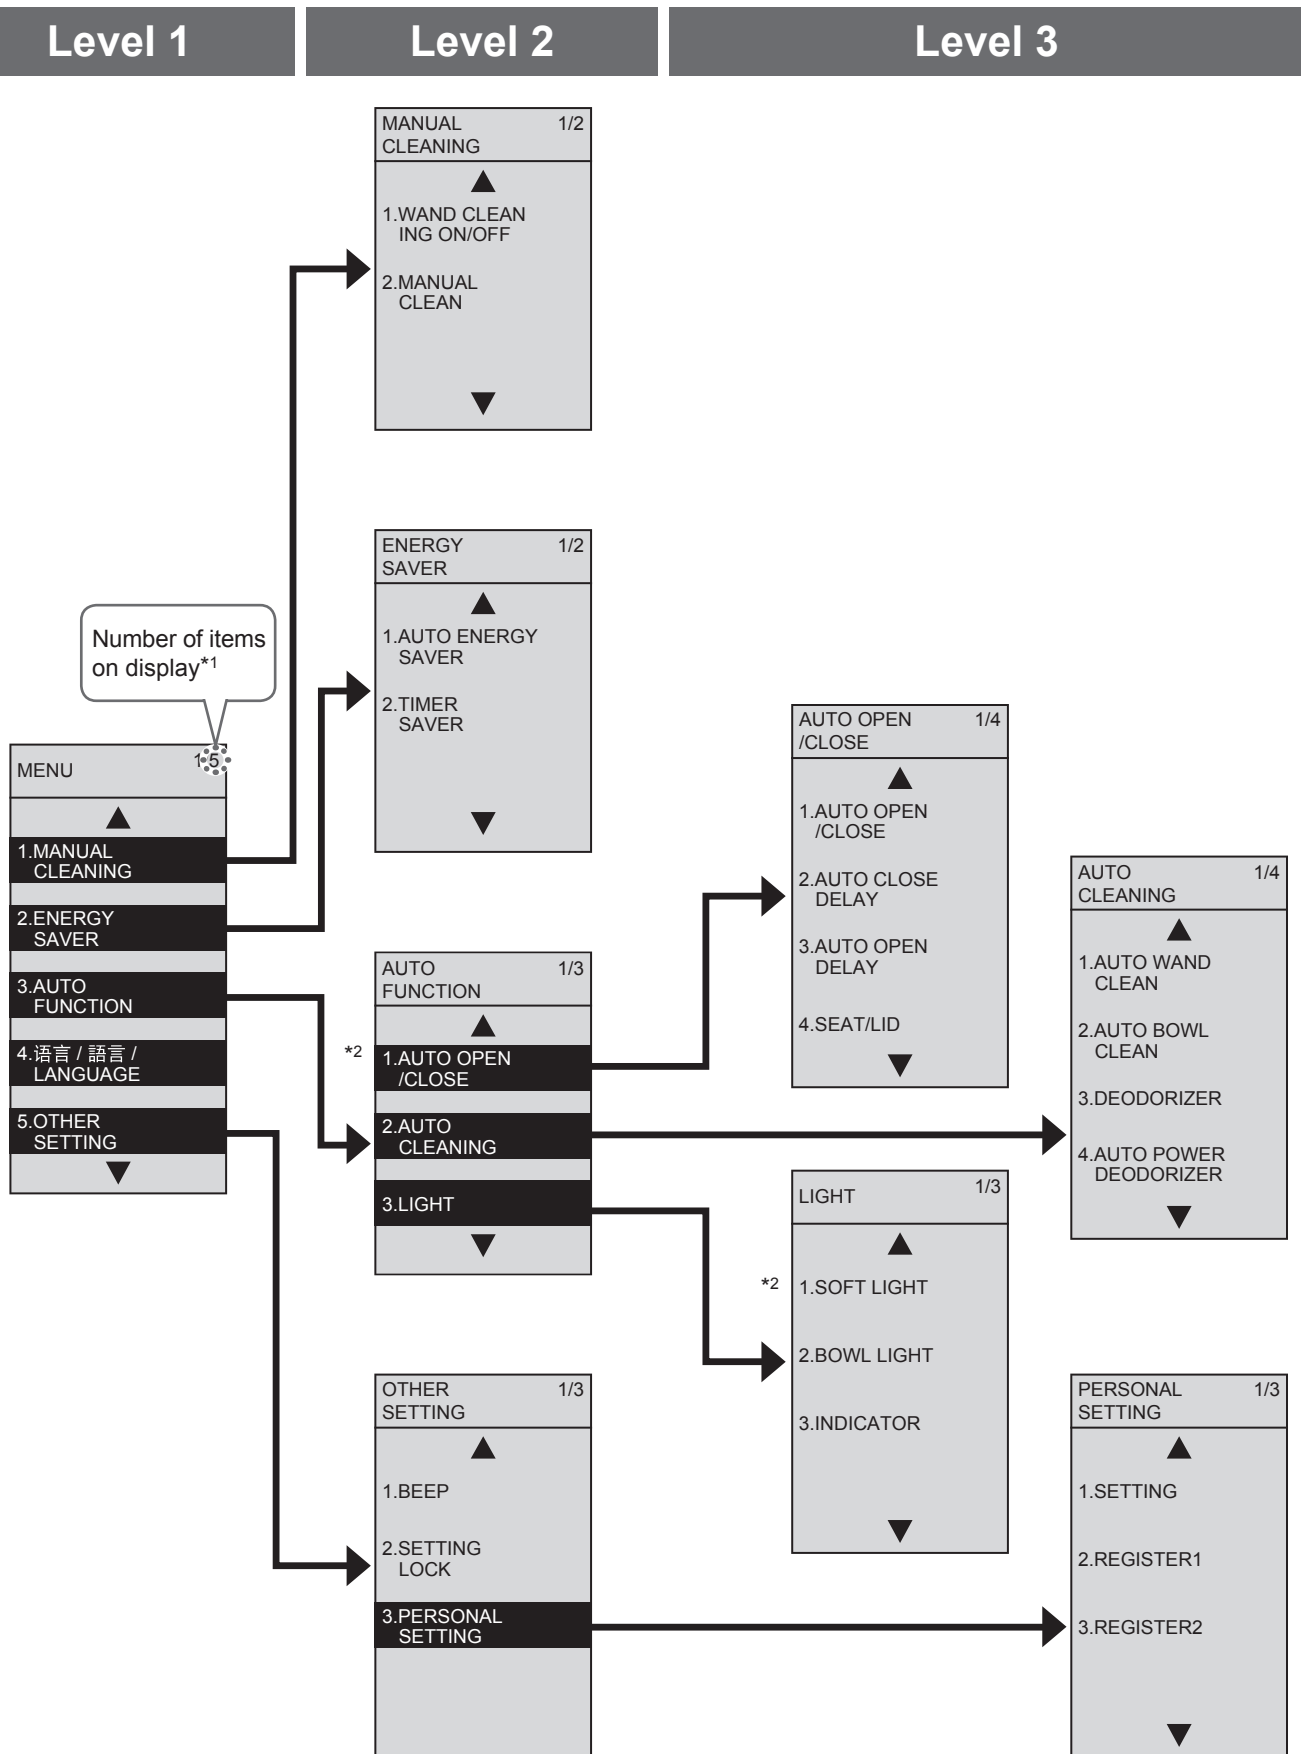 Level 1
Level 2
Level 3
MANUAL 1/2
CLEANING
1.WAND CLEAN
ING ON/OFF
2.MANUAL
CLEAN
ENERGY 1/2
SAVER
1.AUTO ENERGY
SAVER
2.TIMER
SAVER
Number of items
on display*1
MENU 1/5
1.MANUAL
CLEANING
2.ENERGY
SAVER
3.AUTO
FUNCTION
4.语言 / 語言 /
LANGUAGE
5.OTHER
SETTING
AUTO 1/3
FUNCTION
*2
1.AUTO OPEN
/CLOSE
2.AUTO
CLEANING
3.LIGHT
AUTO OPEN 1/4
/CLOSE
1.AUTO OPEN
/CLOSE
2.AUTO CLOSE
DELAY
3.AUTO OPEN
DELAY
4.SEAT/LID
AUTO 1/4
CLEANING
1.AUTO WAND
CLEAN
2.AUTO BOWL
CLEAN
3.DEODORIZER
4.AUTO POWER
DEODORIZER
LIGHT 1/3
*2 1.SOFT LIGHT
2.BOWL LIGHT
3.INDICATOR
OTHER 1/3
SETTING
1.BEEP
2.SETTING
LOCK
3.PERSONAL
SETTING
PERSONAL 1/3
SETTING
1.SETTING
2.REGISTER1
3.REGISTER2